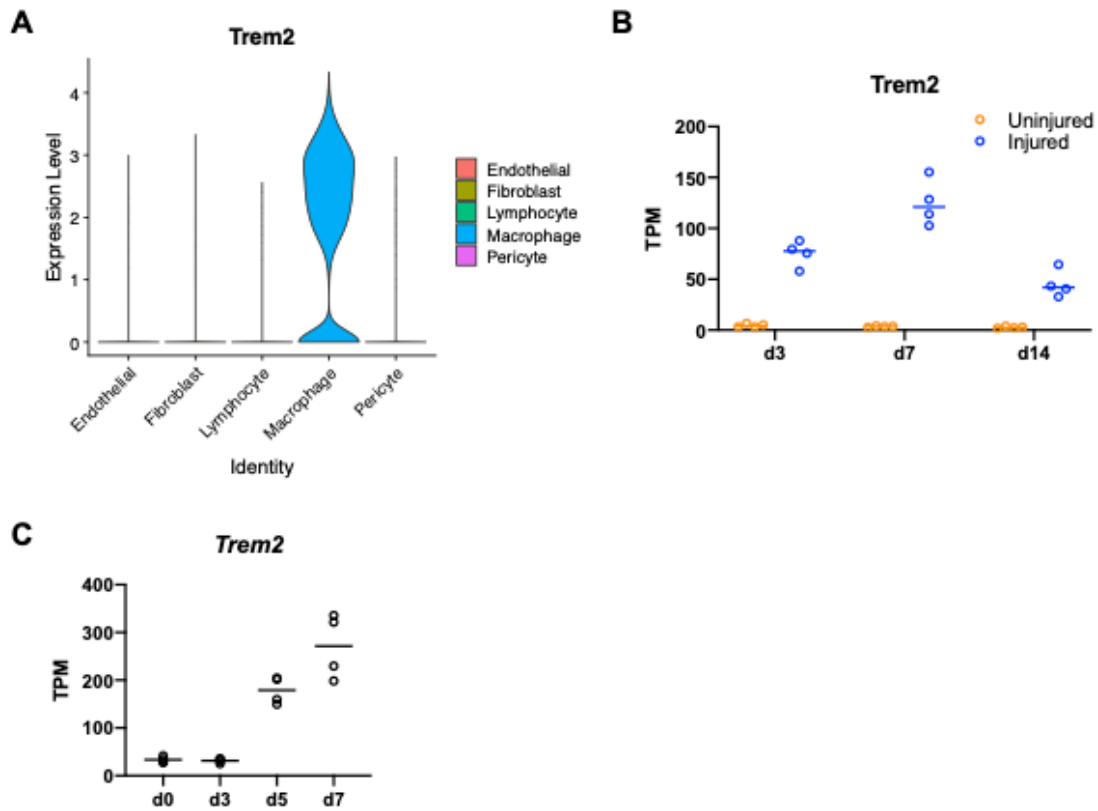 A
Trem2
Expression Level
4
3
2
1
0
Endothelial
Fibroblast
Lymphocyte
Macrophage
Pericyte
Identity
Endothelial
Fibroblast
Lymphocyte
Macrophage
Pericyte
B
Trem2
Uninjured
Injured
TPM
200
150
100
50
0
d3
d7
d14
C
Trem2
TPM
400
300
200
100
0
d0
d3
d5
d7